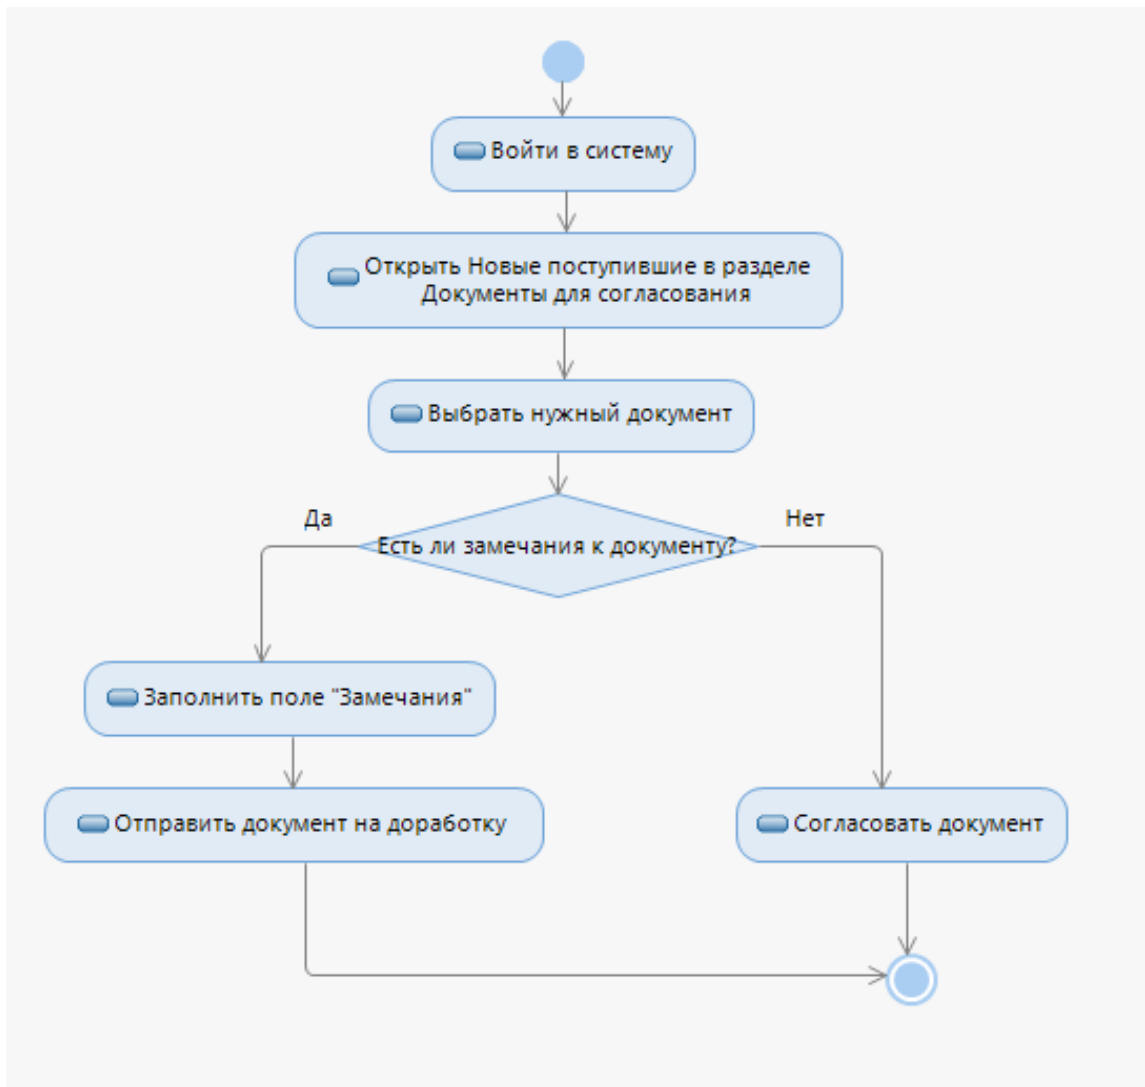 Войти в систему
Открыть Новые поступившие в разделе
Документы для согласования
Выбрать нужный документ
Да
Нет
Есть ли замечания к документу?
Заполнить поле "Замечания"
Отправить документ на доработку
Согласовать документ